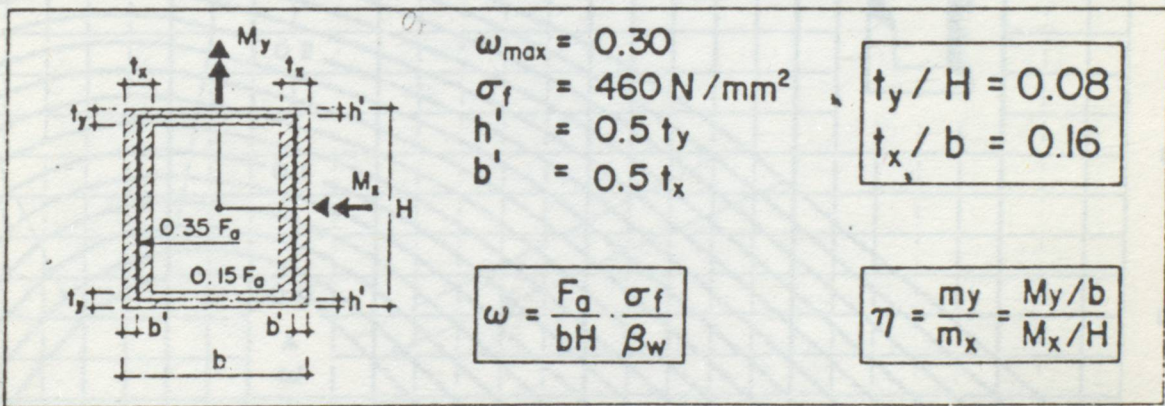 M_y
t_x
t_x
t_y
h'
M_x
H
0.35 F_a
0.15 F_a
t_y
h'
b'
b'
b
ω_max = 0.30
σ_f = 460 N/mm²
h' = 0.5 t_y
b' = 0.5 t_x
t_y / H = 0.08
t_x / b = 0.16
ω = F_a / bH · σ_f / β_w
η = m_y / m_x = M_y/b / M_x/H